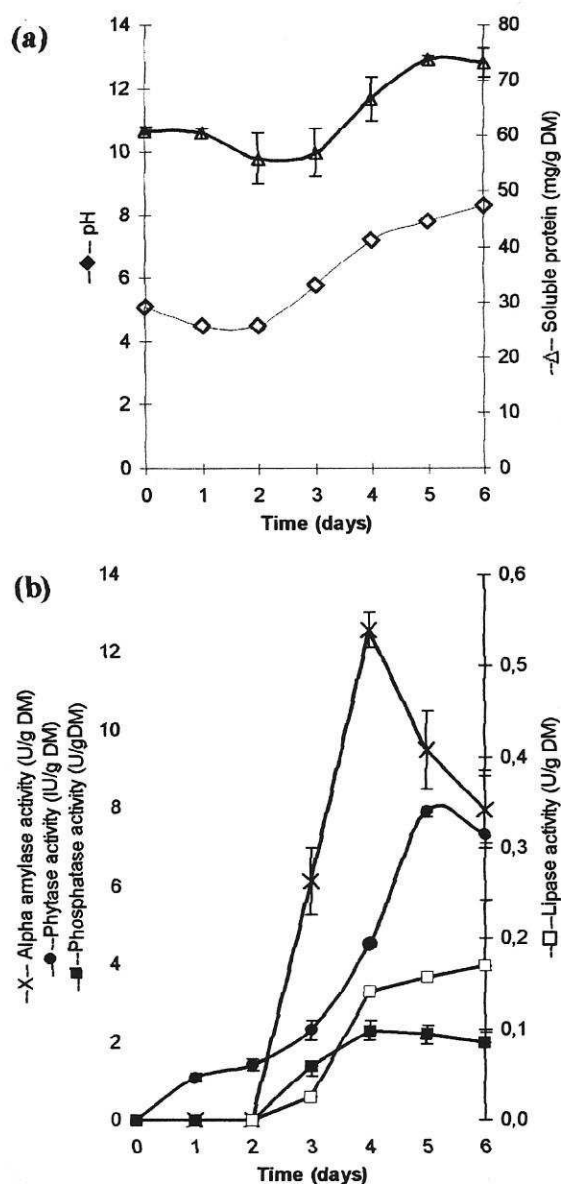 (a)
14
12
10
8
6
4
2
0
—◆— pH
80
70
60
50
40
30
20
10
0
--Δ-- Soluble protein (mg/g DM)
0 1 2 3 4 5 6
Time (days)
(b)
14
12
10
8
6
4
2
0
--X-- Alpha amylase activity (U/g DM)
--●--Phytase activity (IU/g DM)
--■--Phosphatase activity (U/gDM)
0,6
0,5
0,4
0,3
0,2
0,1
0,0
--□--Lipase activity (U/g DM)
0 1 2 3 4 5 6
Time (days)